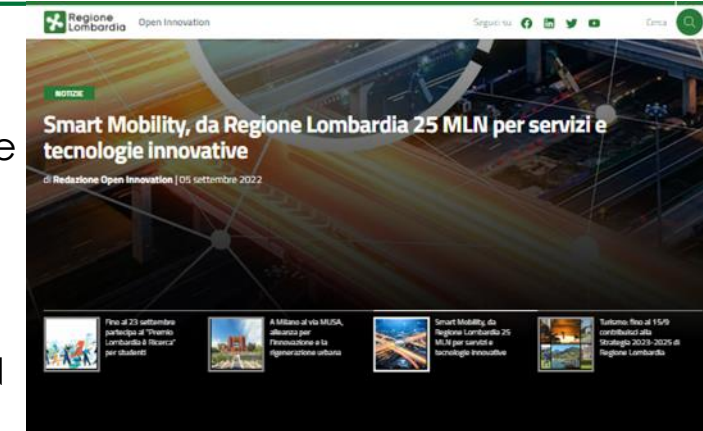 Regione
Lombardia
Open Innovation
Seguici su
Cerca
NOTIZIE
Smart Mobility, da Regione Lombardia 25 MLN per servizi e
tecnologie innovative
di Redazione Open Innovation | 05 settembre 2022
e
Fino al 23 settembre
partecipa al "Premio
Lombardia è Ricerca"
per studenti
A Milano al via MUSA,
alleanza per
l'innovazione e la
rigenerazione urbana
Smart Mobility, da
Regione Lombardia 25
MLN per servizi e
tecnologie innovative
Turismo: fino al 15/9
contribuisci alla
Strategia 2023-2025 di
Regione Lombardia